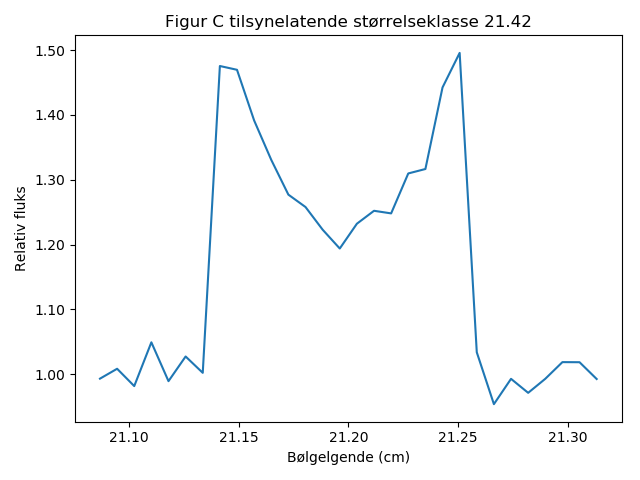 Figur C tilsynelatende størrelseklasse 21.42
1.50
1.40
1.30
1.20
1.10
1.00
Relativ fluks
21.10 21.15 21.20 21.25 21.30
Bølgelgende (cm)